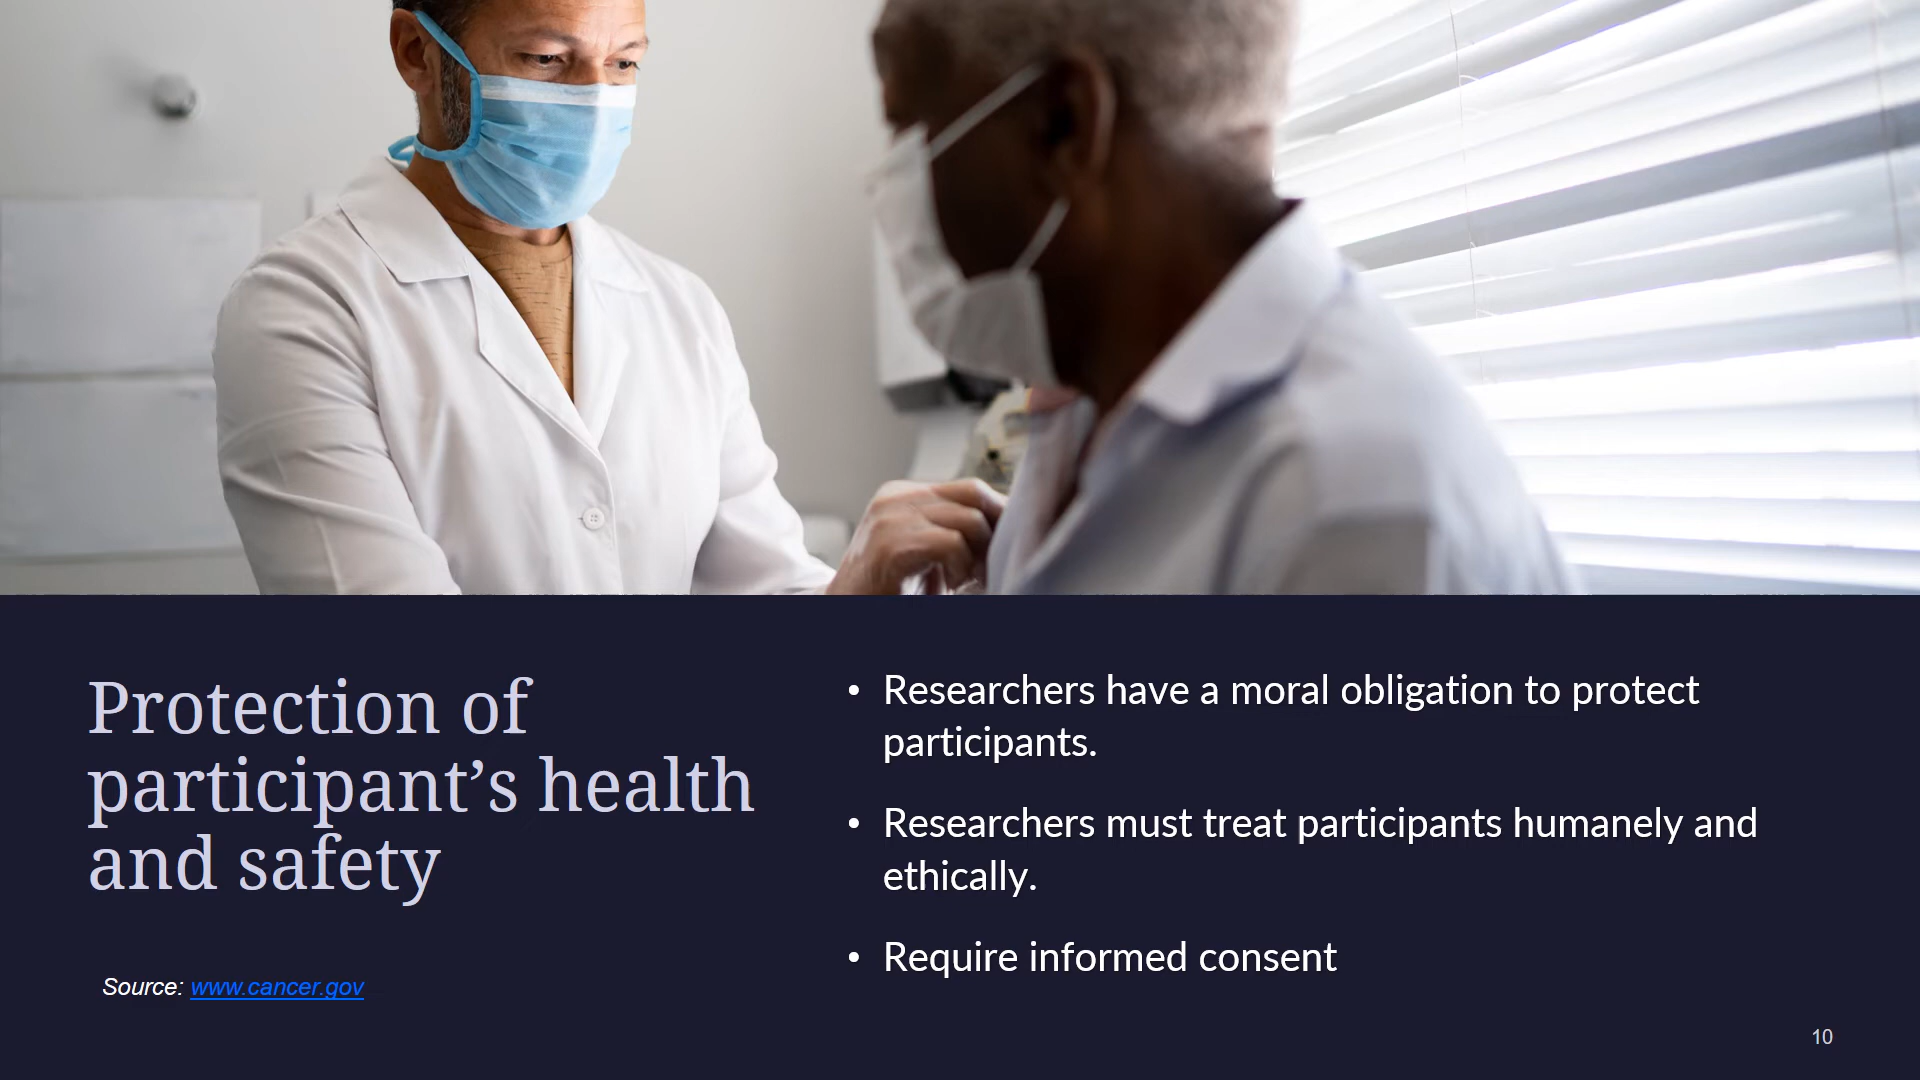 Protection of
participant’s health
and safety
Source: www.cancer.gov
• Researchers have a moral obligation to protect
participants.
• Researchers must treat participants humanely and
ethically.
• Require informed consent
10